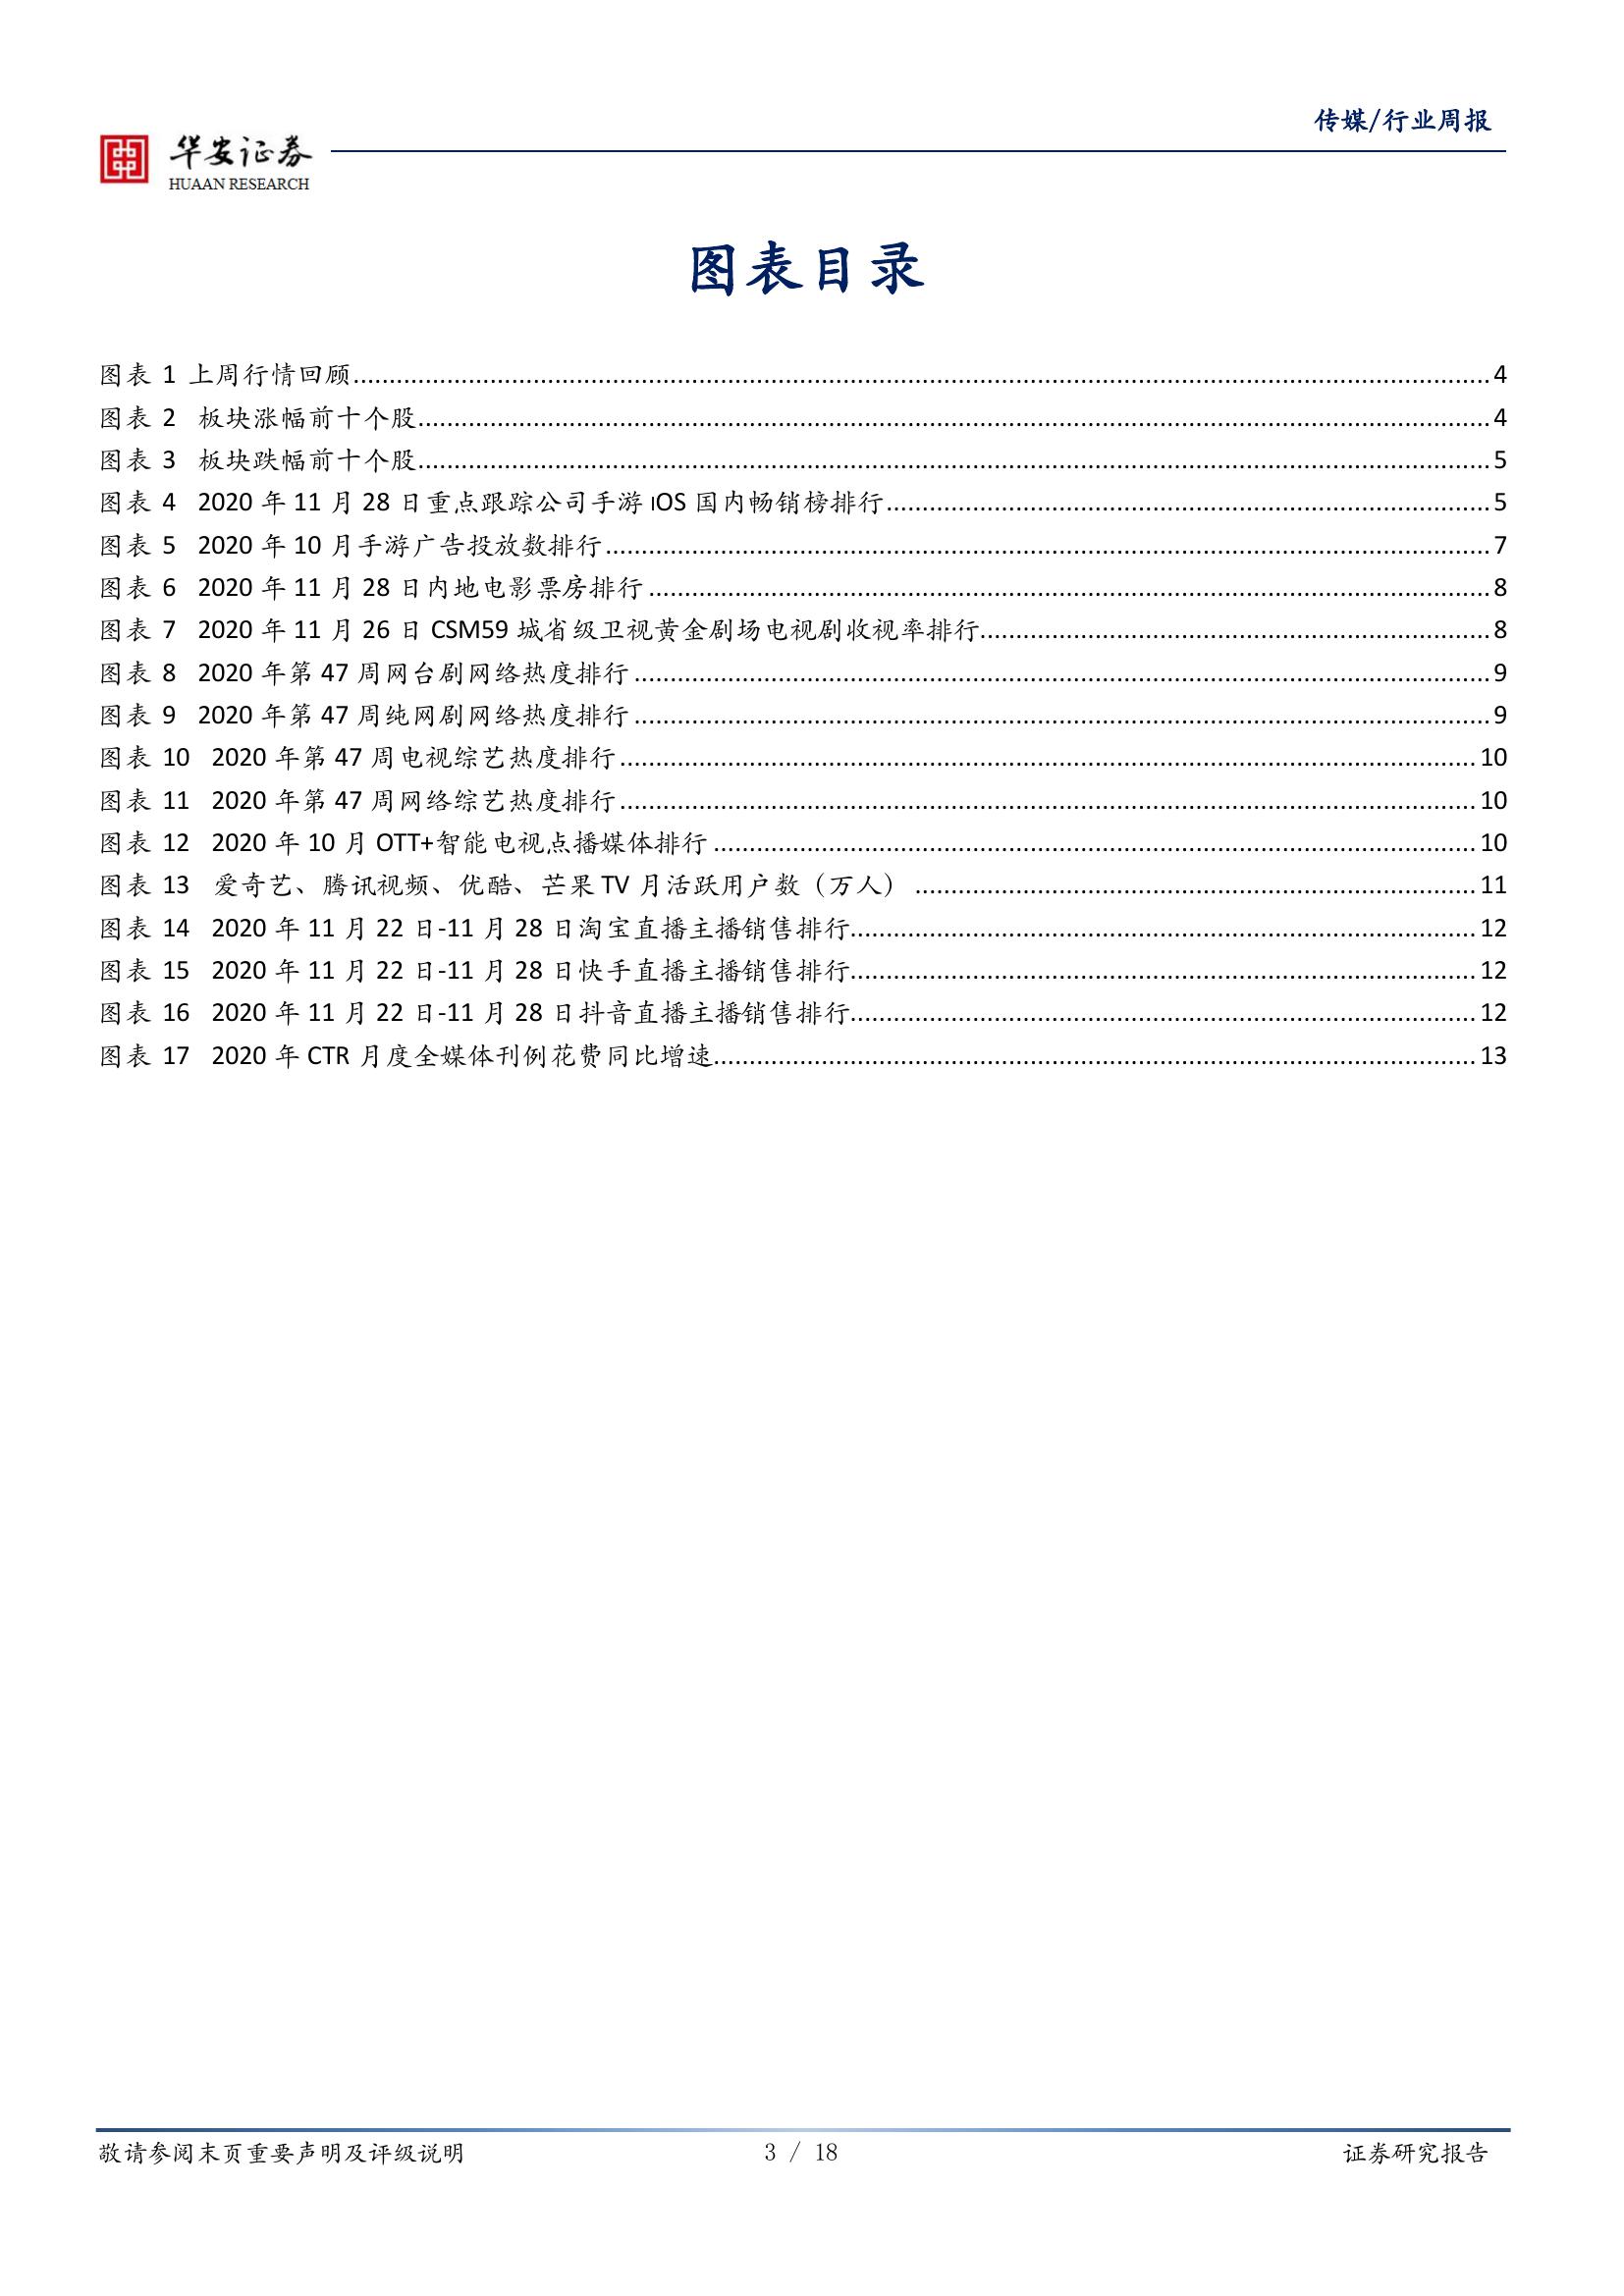 传媒/行业周报
华安证券
HUAAN RESEARCH
图表目录
图表 1 上周行情回顾 4
图表 2 板块涨幅前十个股 4
图表 3 板块跌幅前十个股 5
图表 4 2020 年 11 月 28 日重点跟踪公司手游 iOS 国内畅销榜排行 5
图表 5 2020 年 10 月手游广告投放数排行 7
图表 6 2020 年 11 月 28 日内地电影票房排行 8
图表 7 2020 年 11 月 26 日 CSM59 城省级卫视黄金剧场电视剧收视率排行 8
图表 8 2020 年第 47 周网台剧网络热度排行 9
图表 9 2020 年第 47 周纯网剧网络热度排行 9
图表 10 2020 年第 47 周电视综艺热度排行 10
图表 11 2020 年第 47 周网络综艺热度排行 10
图表 12 2020 年 10 月 OTT+智能电视点播媒体排行 10
图表 13 爱奇艺、腾讯视频、优酷、芒果 TV 月活跃用户数（万人） 11
图表 14 2020 年 11 月 22 日-11 月 28 日淘宝直播主播销售排行 12
图表 15 2020 年 11 月 22 日-11 月 28 日快手直播主播销售排行 12
图表 16 2020 年 11 月 22 日-11 月 28 日抖音直播主播销售排行 12
图表 17 2020 年 CTR 月度全媒体刊例花费同比增速 13
敬请参阅末页重要声明及评级说明 3 / 18 证券研究报告